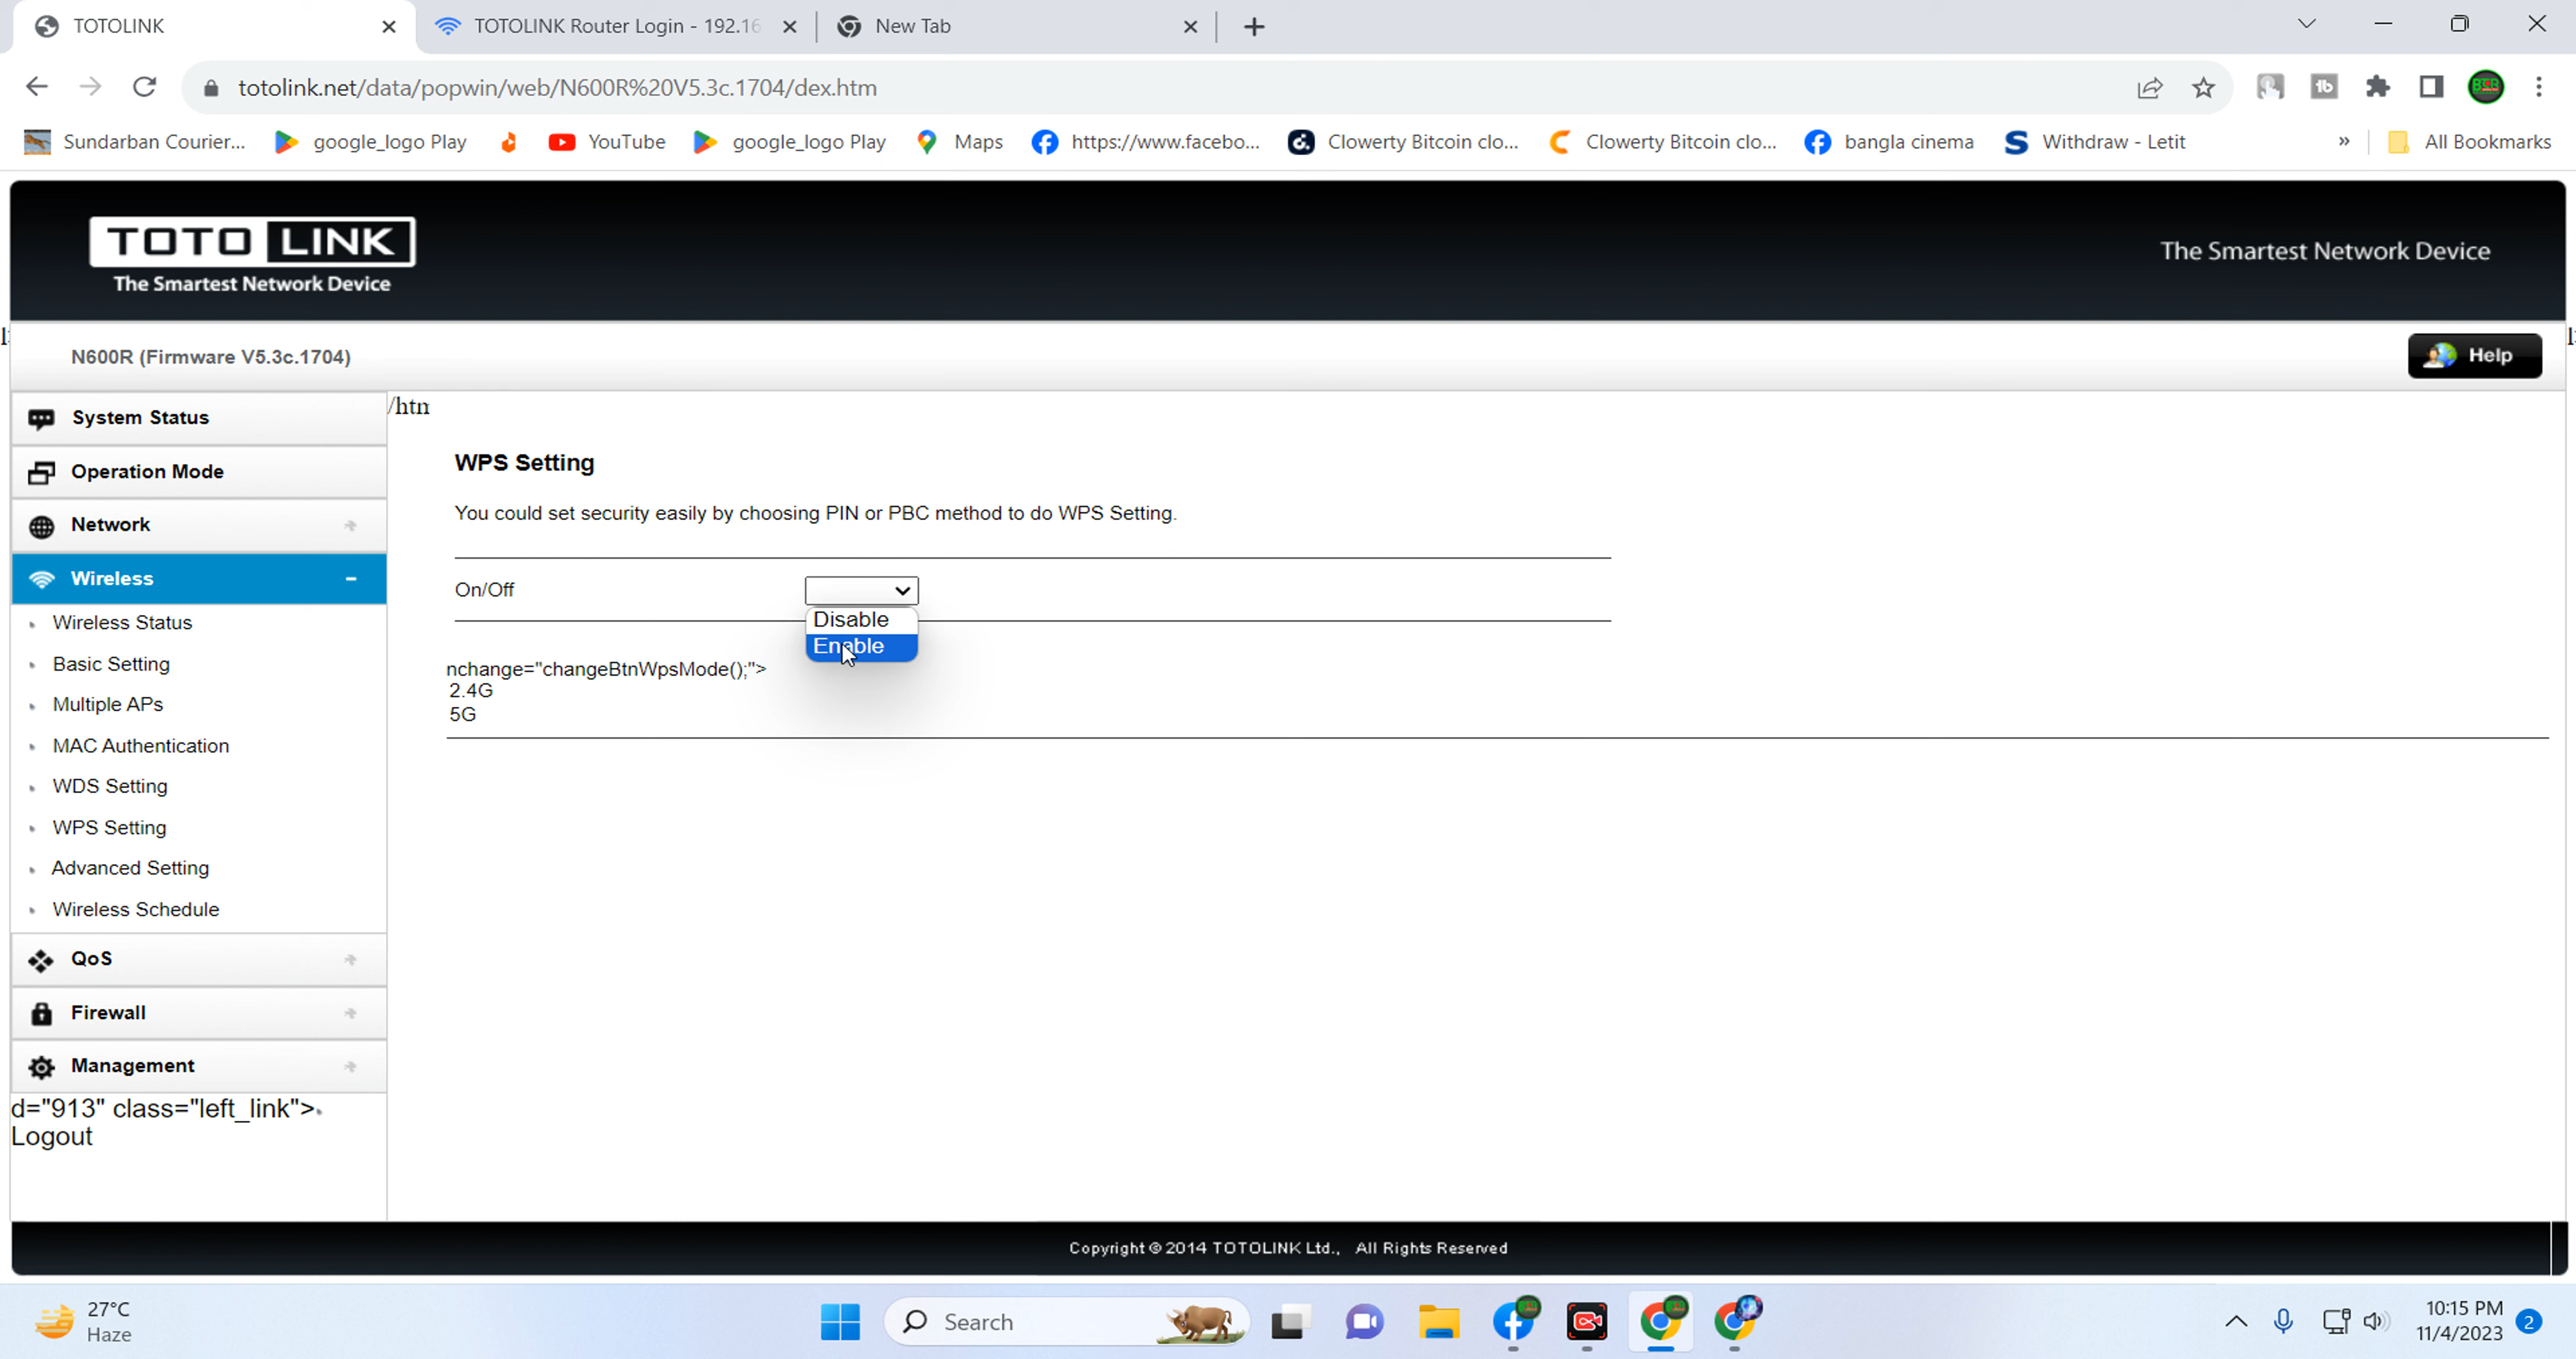 TOTOLINK
TOTOLINK Router Login - 192.16
New Tab
totolink.net/data/popwin/web/N600R%20V5.3c.1704/dex.htm
Sundarban Courier...
google_logo Play
YouTube
google_logo Play
Maps
https://www.facebo...
Clowerty Bitcoin clo...
Clowerty Bitcoin clo...
bangla cinema
Withdraw - Letit
»
All Bookmarks
TOTO LINK
The Smartest Network Device
The Smartest Network Device
N600R (Firmware V5.3c.1704)
Help
System Status
Operation Mode
Network
Wireless
Wireless Status
Basic Setting
Multiple APs
MAC Authentication
WDS Setting
WPS Setting
Advanced Setting
Wireless Schedule
QoS
Firewall
Management
d="913" class="left_link">
Logout
/htn
WPS Setting
You could set security easily by choosing PIN or PBC method to do WPS Setting.
On/Off
Disable
Enable
nchange="changeBtnWpsMode();">
2.4G
5G
Copyright © 2014 TOTOLINK Ltd., All Rights Reserved
27°C
Haze
Search
10:15 PM
11/4/2023
2